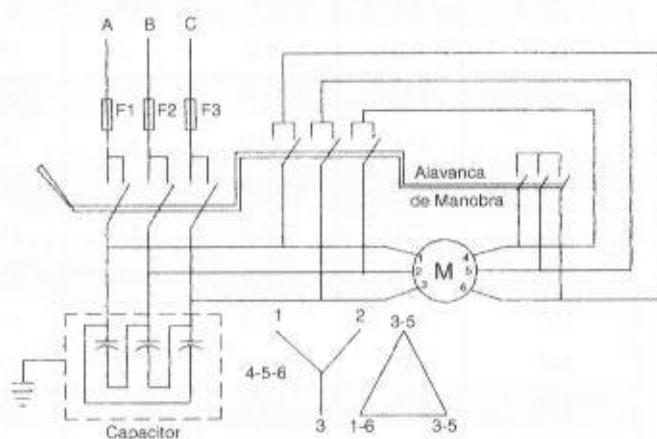 A B C
F1 F2 F3
Alavanca
de Manobra
1 4
2 M 5
3 6
1 2 3-5
4-5-6
3 1-6 3-5
Capacitor